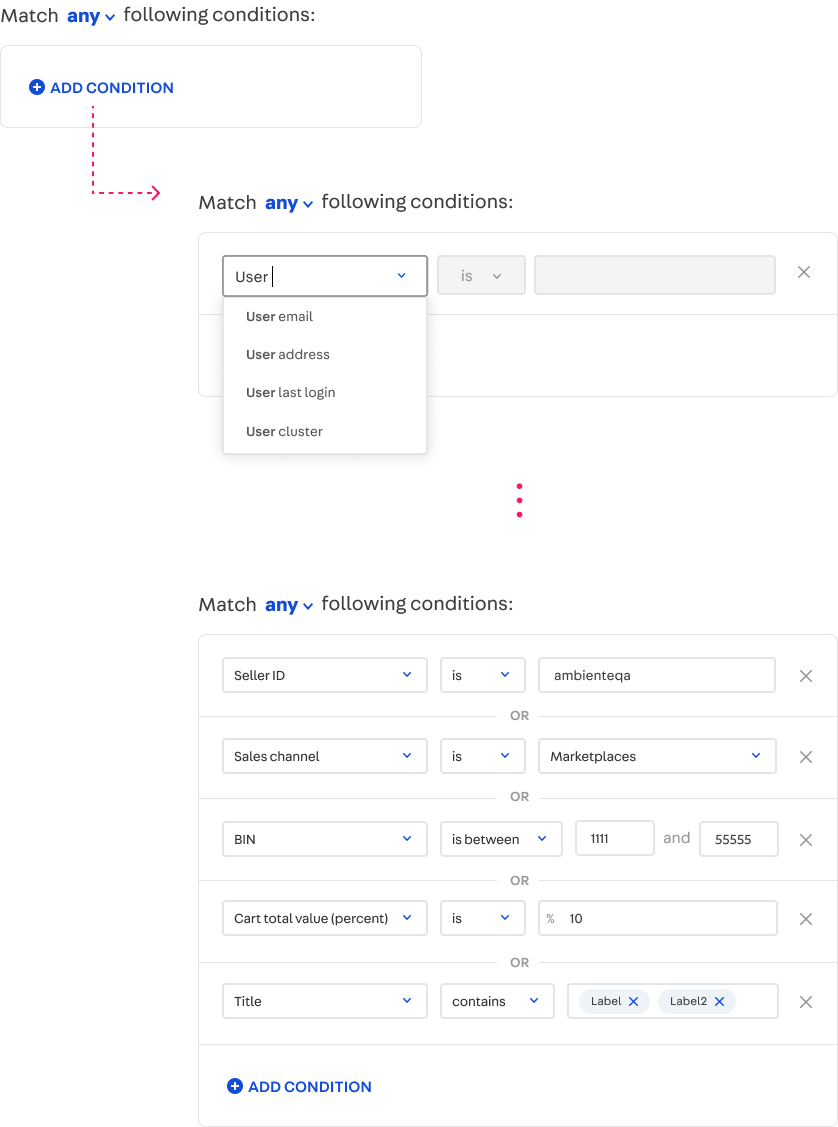 Match any following conditions:
ADD CONDITION
Match any following conditions:
User is
User email
User address
User last login
User cluster
Match any following conditions:
Seller ID is ambienteqa
OR
Sales channel is Marketplaces
OR
BIN is between 1111 and 55555
OR
Cart total value (percent) is % 10
OR
Title contains Label Label2
ADD CONDITION